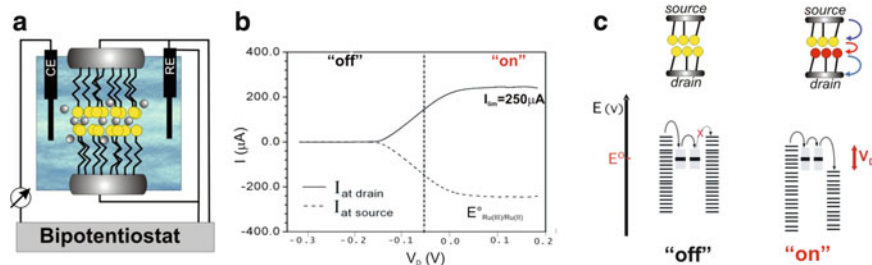 a
CE
RE
Bipotentiostat
b
"off"
"on"
400.0
200.0
0.0
-200.0
-400.0
I (μA)
I_lim=250μA
I at drain
I at source
E° Ru(III)/Ru(II)
-0.3
-0.2
-0.1
0.0
0.1
0.2
V_D (V)
c
source
drain
source
drain
E (V)
E°
X
V_D
"off"
"on"